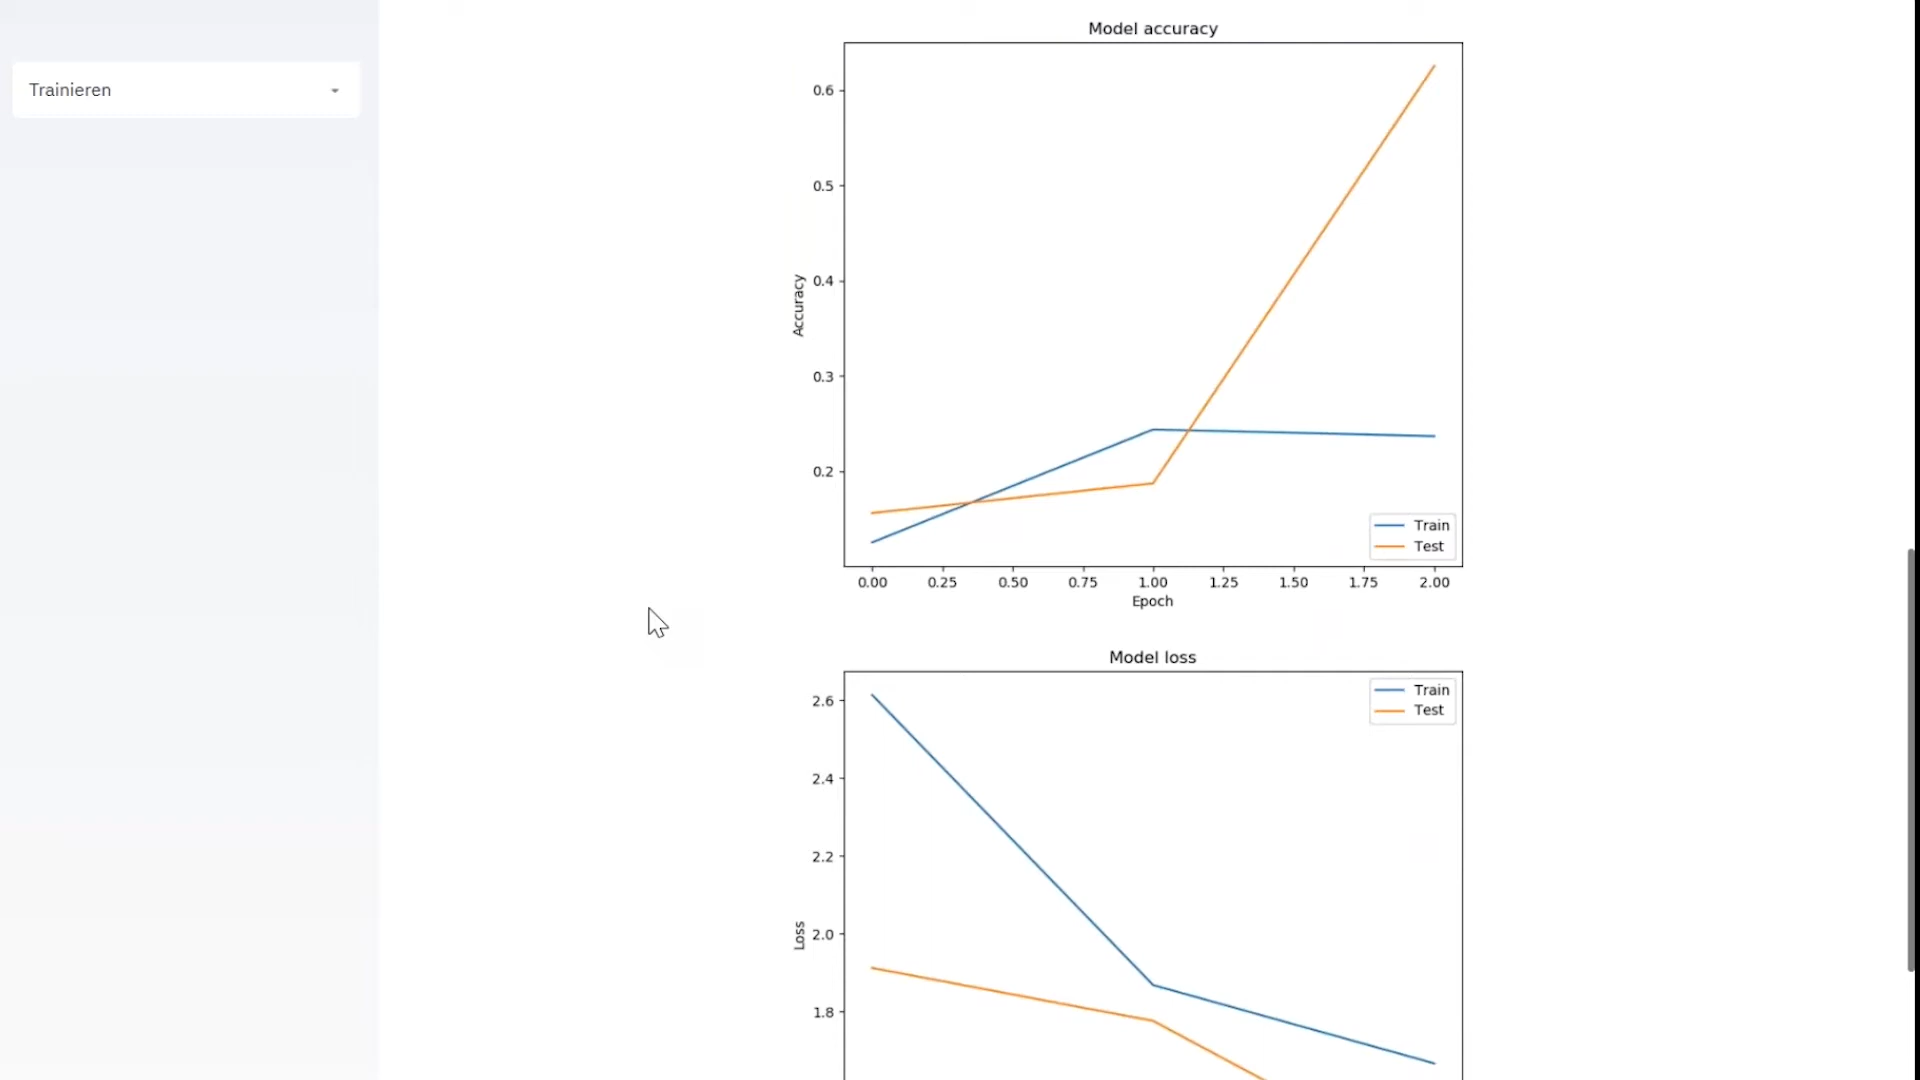 Trainieren
Model accuracy
0.6
0.5
0.4
0.3
0.2
Accuracy
Train
Test
0.00 0.25 0.50 0.75 1.00 1.25 1.50 1.75 2.00
Epoch
Model loss
Train
Test
2.6
2.4
2.2
2.0
1.8
Loss